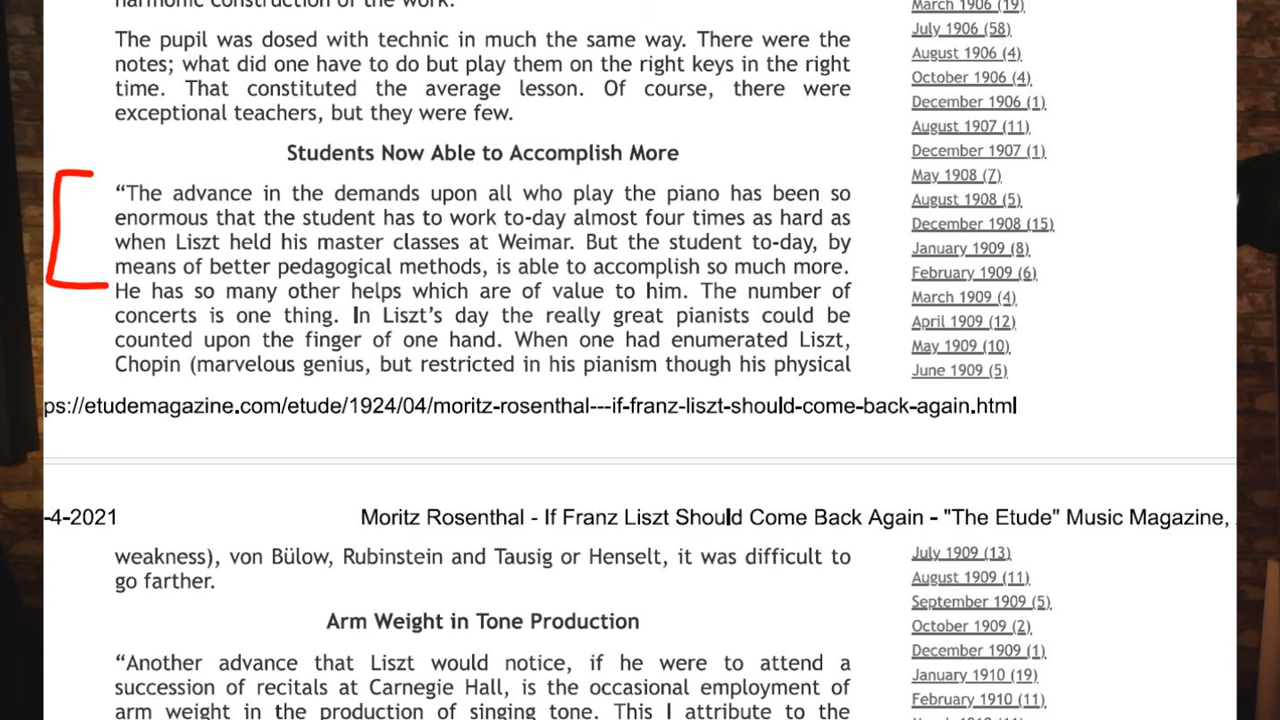 harmonic construction of the work.
The pupil was dosed with technic in much the same way. There were the
notes; what did one have to do but play them on the right keys in the right
time. That constituted the average lesson. Of course, there were
exceptional teachers, but they were few.
Students Now Able to Accomplish More
“The advance in the demands upon all who play the piano has been so
enormous that the student has to work to-day almost four times as hard as
when Liszt held his master classes at Weimar. But the student to-day, by
means of better pedagogical methods, is able to accomplish so much more.
He has so many other helps which are of value to him. The number of
concerts is one thing. In Liszt’s day the really great pianists could be
counted upon the finger of one hand. When one had enumerated Liszt,
Chopin (marvelous genius, but restricted in his pianism though his physical
ps://etudemagazine.com/etude/1924/04/moritz-rosenthal---if-franz-liszt-should-come-back-again.html
-4-2021
Moritz Rosenthal - If Franz Liszt Should Come Back Again - "The Etude" Music Magazine,
weakness), von Bülow, Rubinstein and Tausig or Henselt, it was difficult to
go farther.
Arm Weight in Tone Production
“Another advance that Liszt would notice, if he were to attend a
succession of recitals at Carnegie Hall, is the occasional employment of
arm weight in the production of singing tone. This I attribute to the
March 1906 (19)
July 1906 (58)
August 1906 (4)
October 1906 (4)
December 1906 (1)
August 1907 (11)
December 1907 (1)
May 1908 (7)
August 1908 (5)
December 1908 (15)
January 1909 (8)
February 1909 (6)
March 1909 (4)
April 1909 (12)
May 1909 (10)
June 1909 (5)
July 1909 (13)
August 1909 (11)
September 1909 (5)
October 1909 (2)
December 1909 (1)
January 1910 (19)
February 1910 (11)